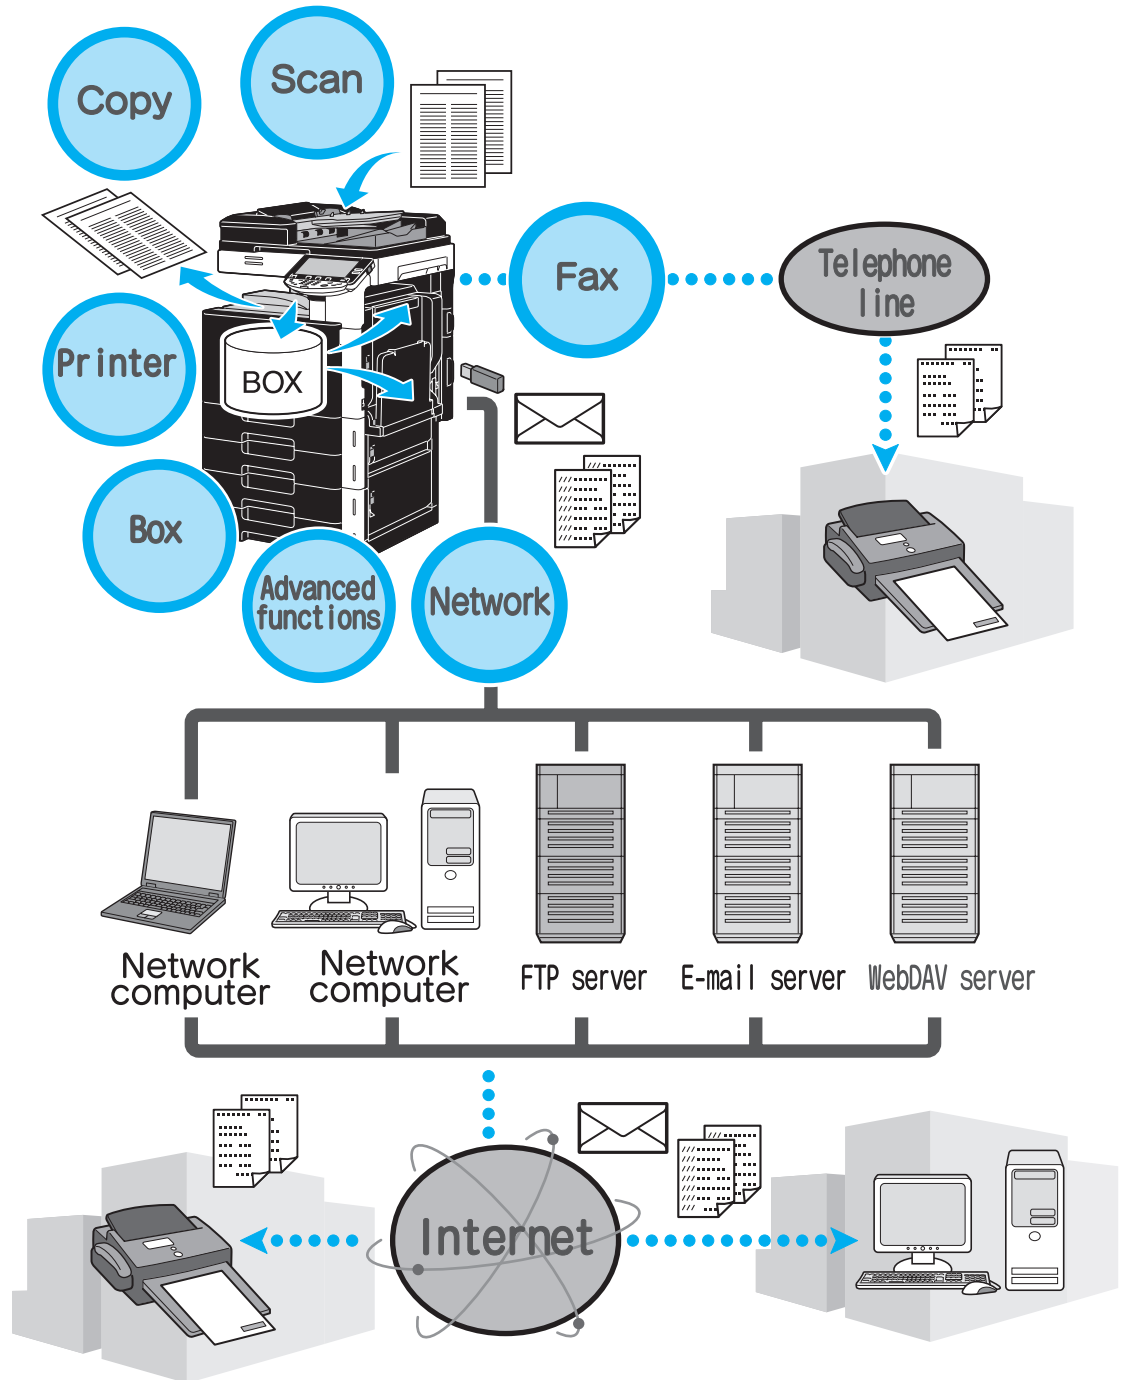 Copy
Scan
Fax
Telephone
line
Printer
BOX
Box
Advanced
functions
Network
Network
computer
Network
computer
FTP server
E-mail server
WebDAV server
Internet